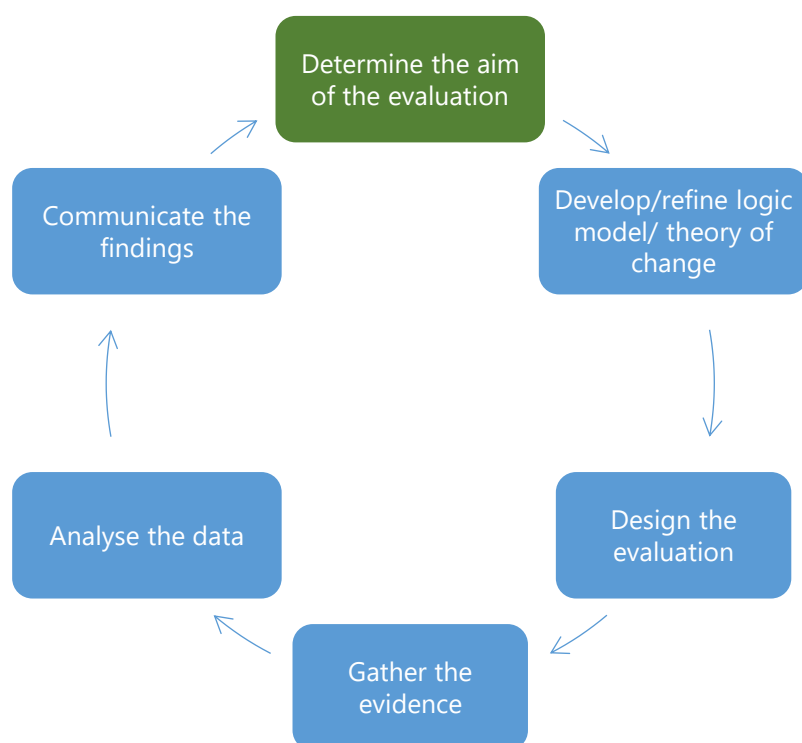 Determine the aim
of the evaluation
Develop/refine logic
model/ theory of
change
Design the
evaluation
Gather the
evidence
Analyse the data
Communicate the
findings